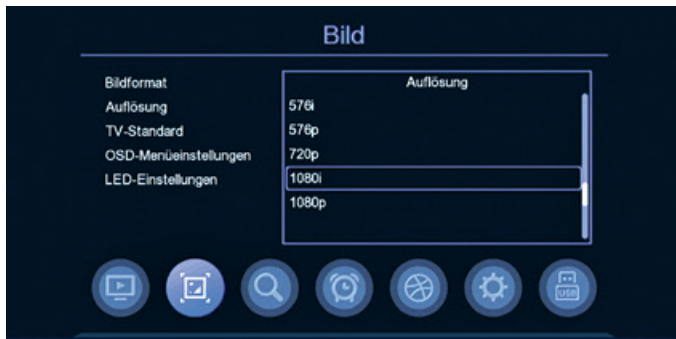 Bild
Bildformat
Auflösung
TV-Standard
OSD-Menüeinstellungen
LED-Einstellungen
Auflösung
576i
576p
720p
1080i
1080p
USB